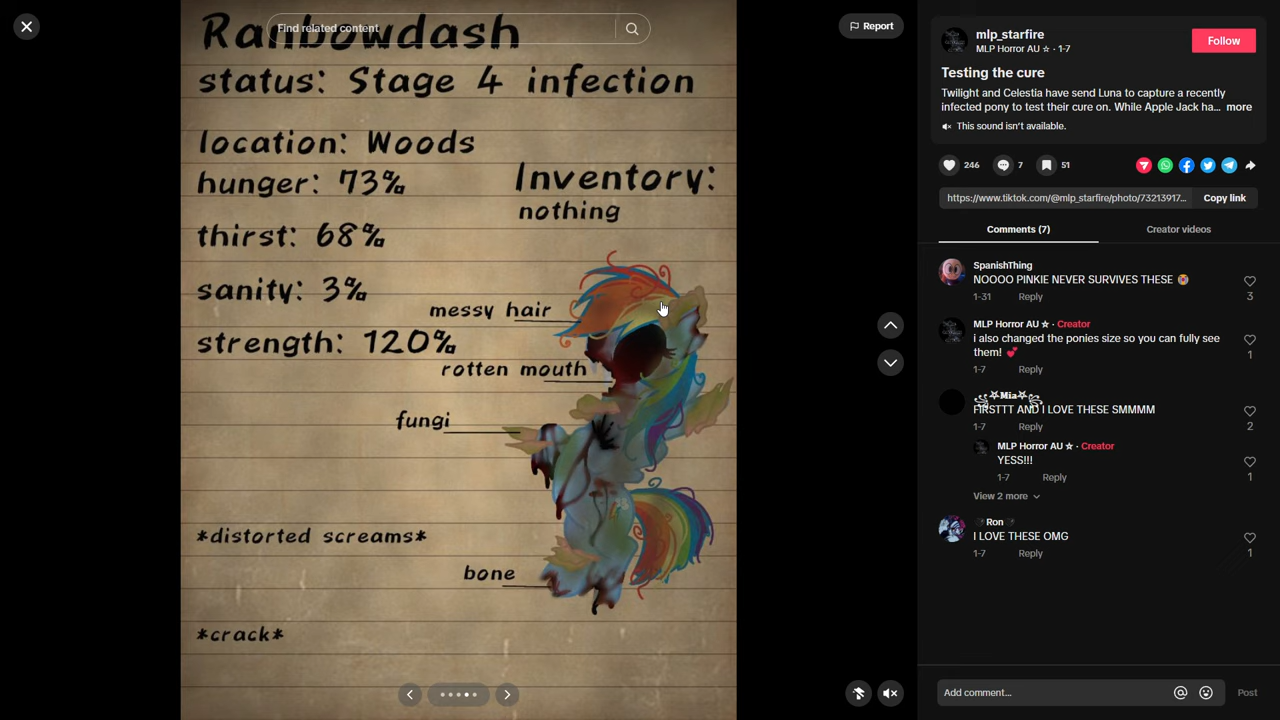 Find related content
Ranbowdash
status: Stage 4 infection
location: Woods
hunger: 73%
Inventory:
nothing
thirst: 68%
sanity: 3%
messy hair
strength: 120%
rotten mouth
fungi
*distorted screams*
bone
*crack*
Report
mlp_starfire
MLP Horror AU ☆ · 1-7
Follow
Testing the cure
Twilight and Celestia have send Luna to capture a recently
infected pony to test their cure on. While Apple Jack ha... more
This sound isn't available.
246
7
51
https://www.tiktok.com/@mlp_starfire/photo/73213917...
Copy link
Comments (7)
Creator videos
SpanishThing
NOOOO PINKIE NEVER SURVIVES THESE 😭
1-31 Reply
3
MLP Horror AU ☆ · Creator
i also changed the ponies size so you can fully see
them! 💕
1-7 Reply
1
Mia
FIRSTTT AND I LOVE THESE SMMMM
1-7 Reply
2
MLP Horror AU ☆ · Creator
YESS!!!
1-7 Reply
1
View 2 more
Ron
I LOVE THESE OMG
1-7 Reply
1
Add comment...
Post